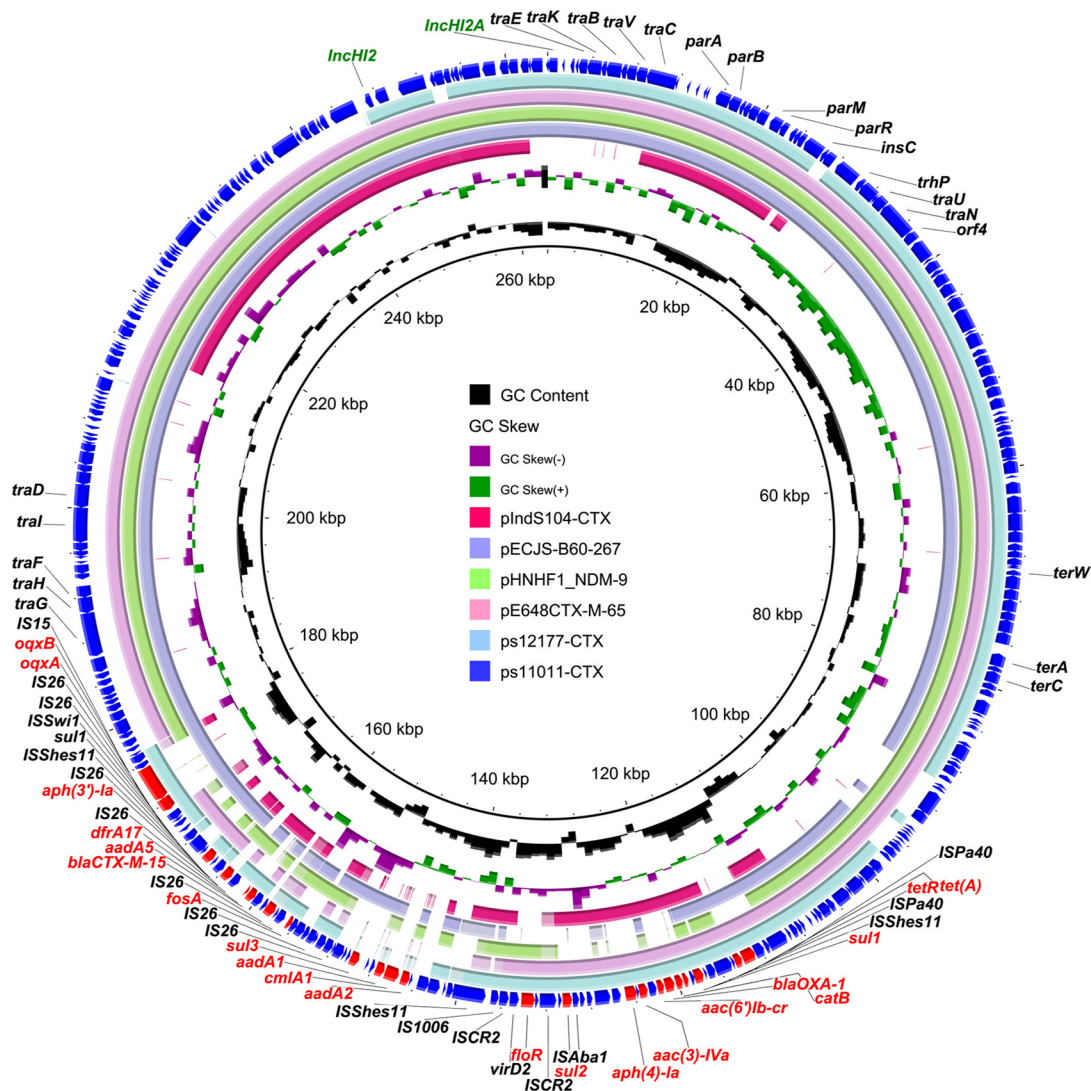 IncHI2
IncHI2A
traE
traK
traB
traV
traC
parA
parB
parM
parR
insC
trhP
traU
traN
orf4
terW
terA
terC
ISPa40
tetR
tet(A)
ISPa40
ISShes11
sul1
blaOXA-1
catB
aac(6')Ib-cr
aac(3)-IVa
aph(4)-Ia
ISAba1
sul2
ISCR2
floR
virD2
ISCR2
IS1006
ISShes11
aadA2
cmlA1
aadA1
sul3
IS26
IS26
fosA
IS26
blaCTX-M-15
aadA5
dfrA17
IS26
aph(3')-Ia
IS26
ISShes11
sul1
ISSwi1
IS26
IS26
oqxA
oqxB
IS15
traG
traH
traF
traI
traD
260 kbp
20 kbp
40 kbp
60 kbp
80 kbp
100 kbp
120 kbp
140 kbp
160 kbp
180 kbp
200 kbp
220 kbp
240 kbp
GC Content
GC Skew
GC Skew(-)
GC Skew(+)
pIndS104-CTX
pECJS-B60-267
pHNHF1_NDM-9
pE648CTX-M-65
ps12177-CTX
ps11011-CTX